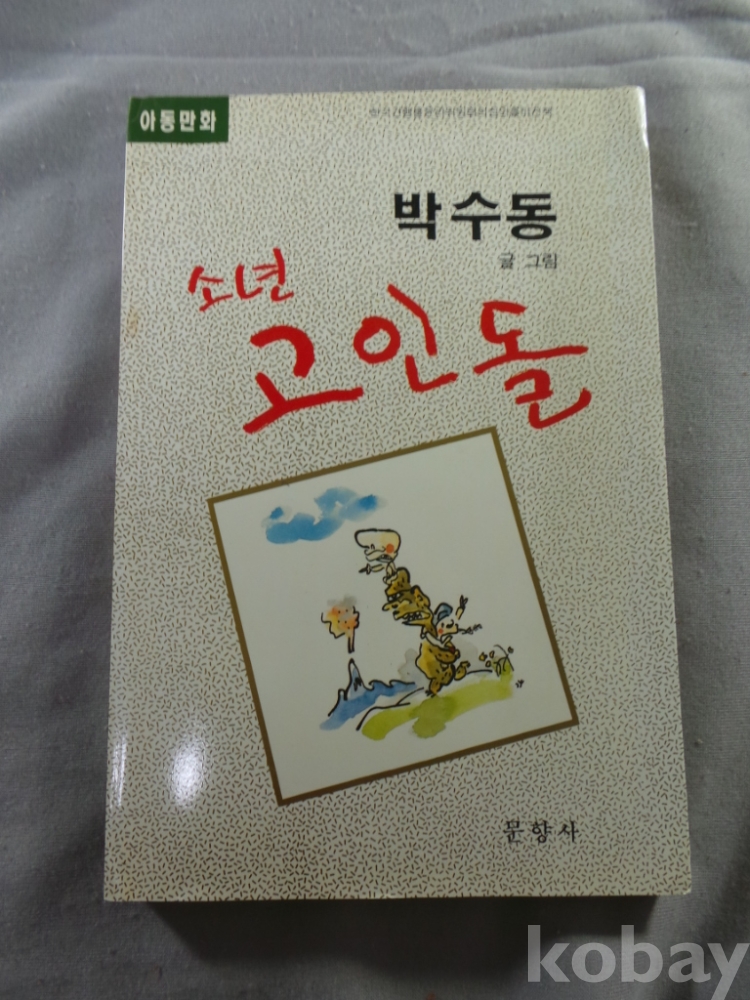 아동만화
박수동
글 그림
소년
고인돌
문향사
kobay